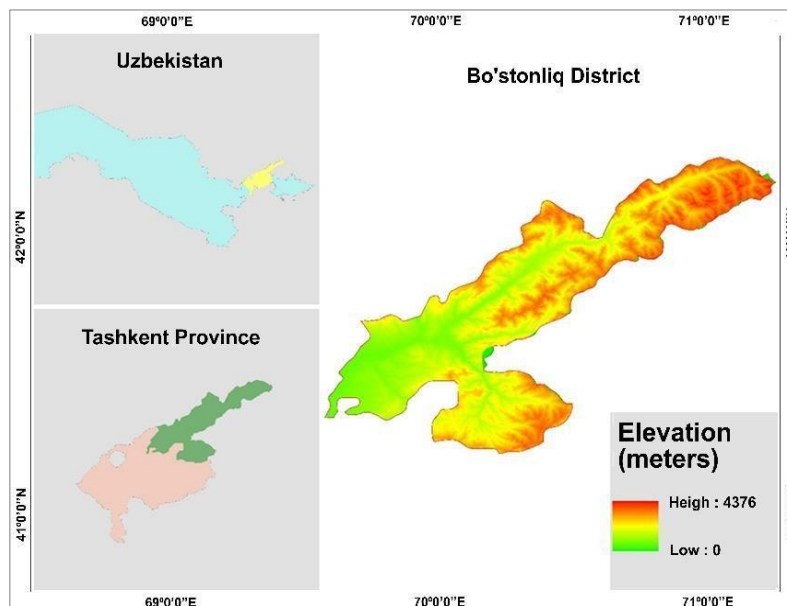 69º0'0"E
70º0'0"E
71º0'0"E
Uzbekistan
Bo'stonliq District
42º0'0"N
Tashkent Province
41º0'0"N
Elevation
(meters)
Heigh : 4376
Low : 0
69º0'0"E
70º0'0"E
71º0'0"E